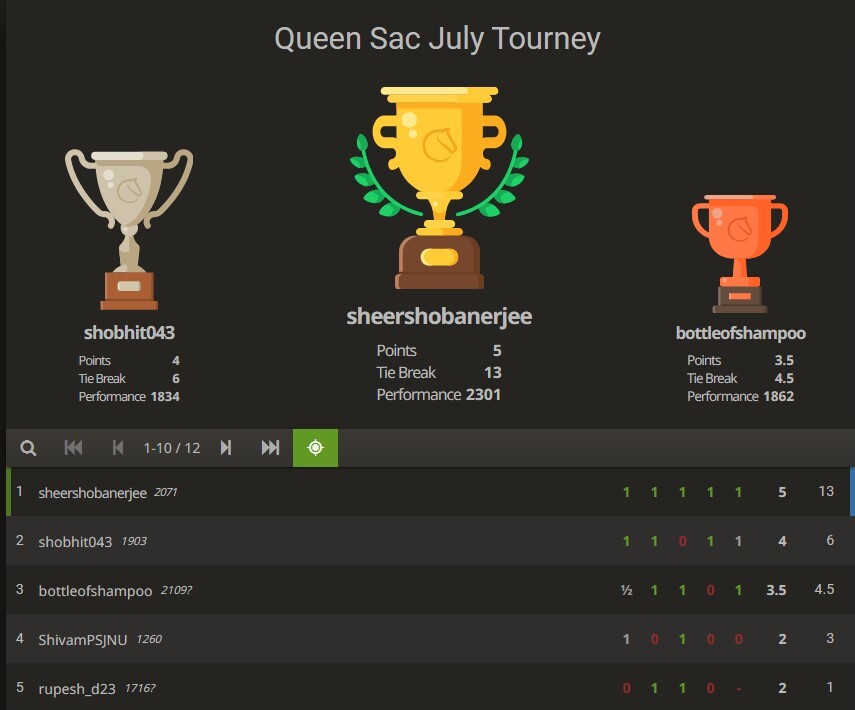 Queen Sac July Tourney
shobhit043
Points 4
Tie Break 6
Performance 1834
sheershobanerjee
Points 5
Tie Break 13
Performance 2301
bottleofshampoo
Points 3.5
Tie Break 4.5
Performance 1862
1-10 / 12
1 sheershobanerjee 2071 1 1 1 1 1 5 13
2 shobhit043 1903 1 1 0 1 1 4 6
3 bottleofshampoo 2109? ½ 1 1 0 1 3.5 4.5
4 ShivamPSJNU 1260 1 0 1 0 0 2 3
5 rupesh_d23 1716? 0 1 1 0 - 2 1